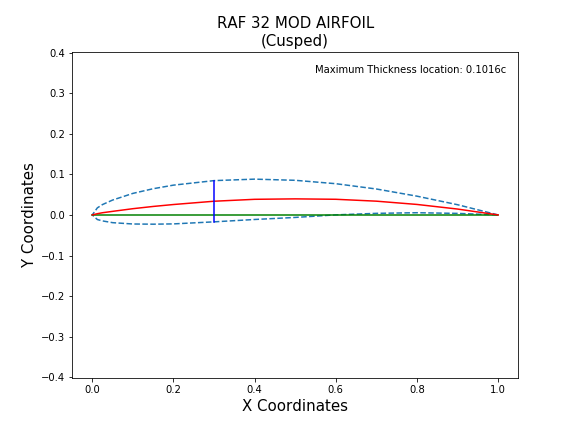 RAF 32 MOD AIRFOIL
(Cusped)
Maximum Thickness location: 0.1016c
Y Coordinates
0.4
0.3
0.2
0.1
0.0
−0.1
−0.2
−0.3
−0.4
0.0 0.2 0.4 0.6 0.8 1.0
X Coordinates